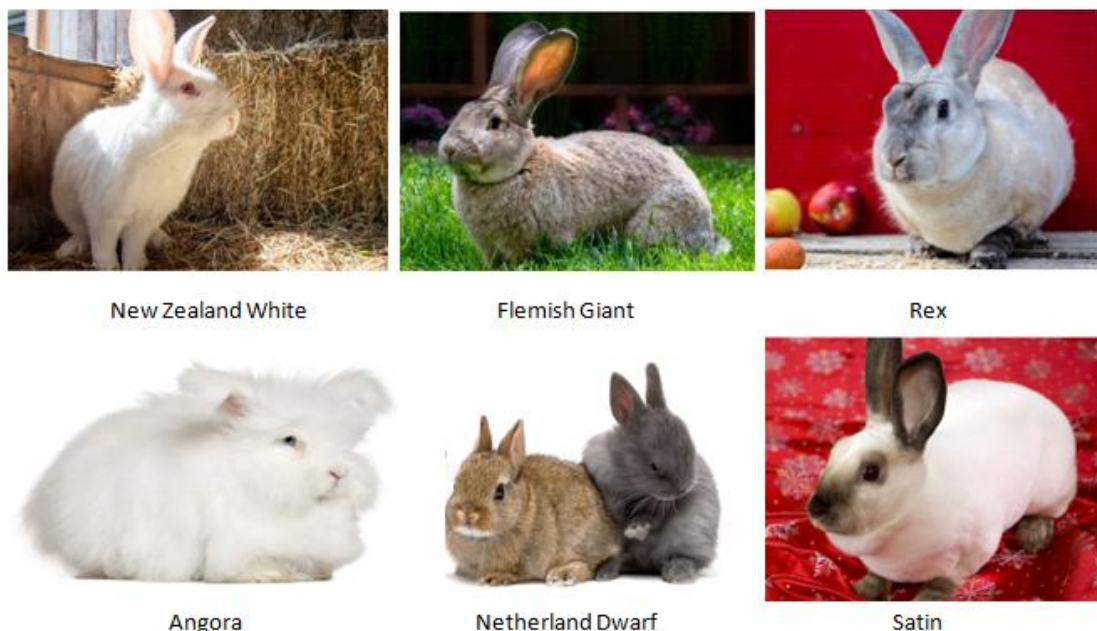 New Zealand White
Flemish Giant
Rex
Angora
Netherland Dwarf
Satin